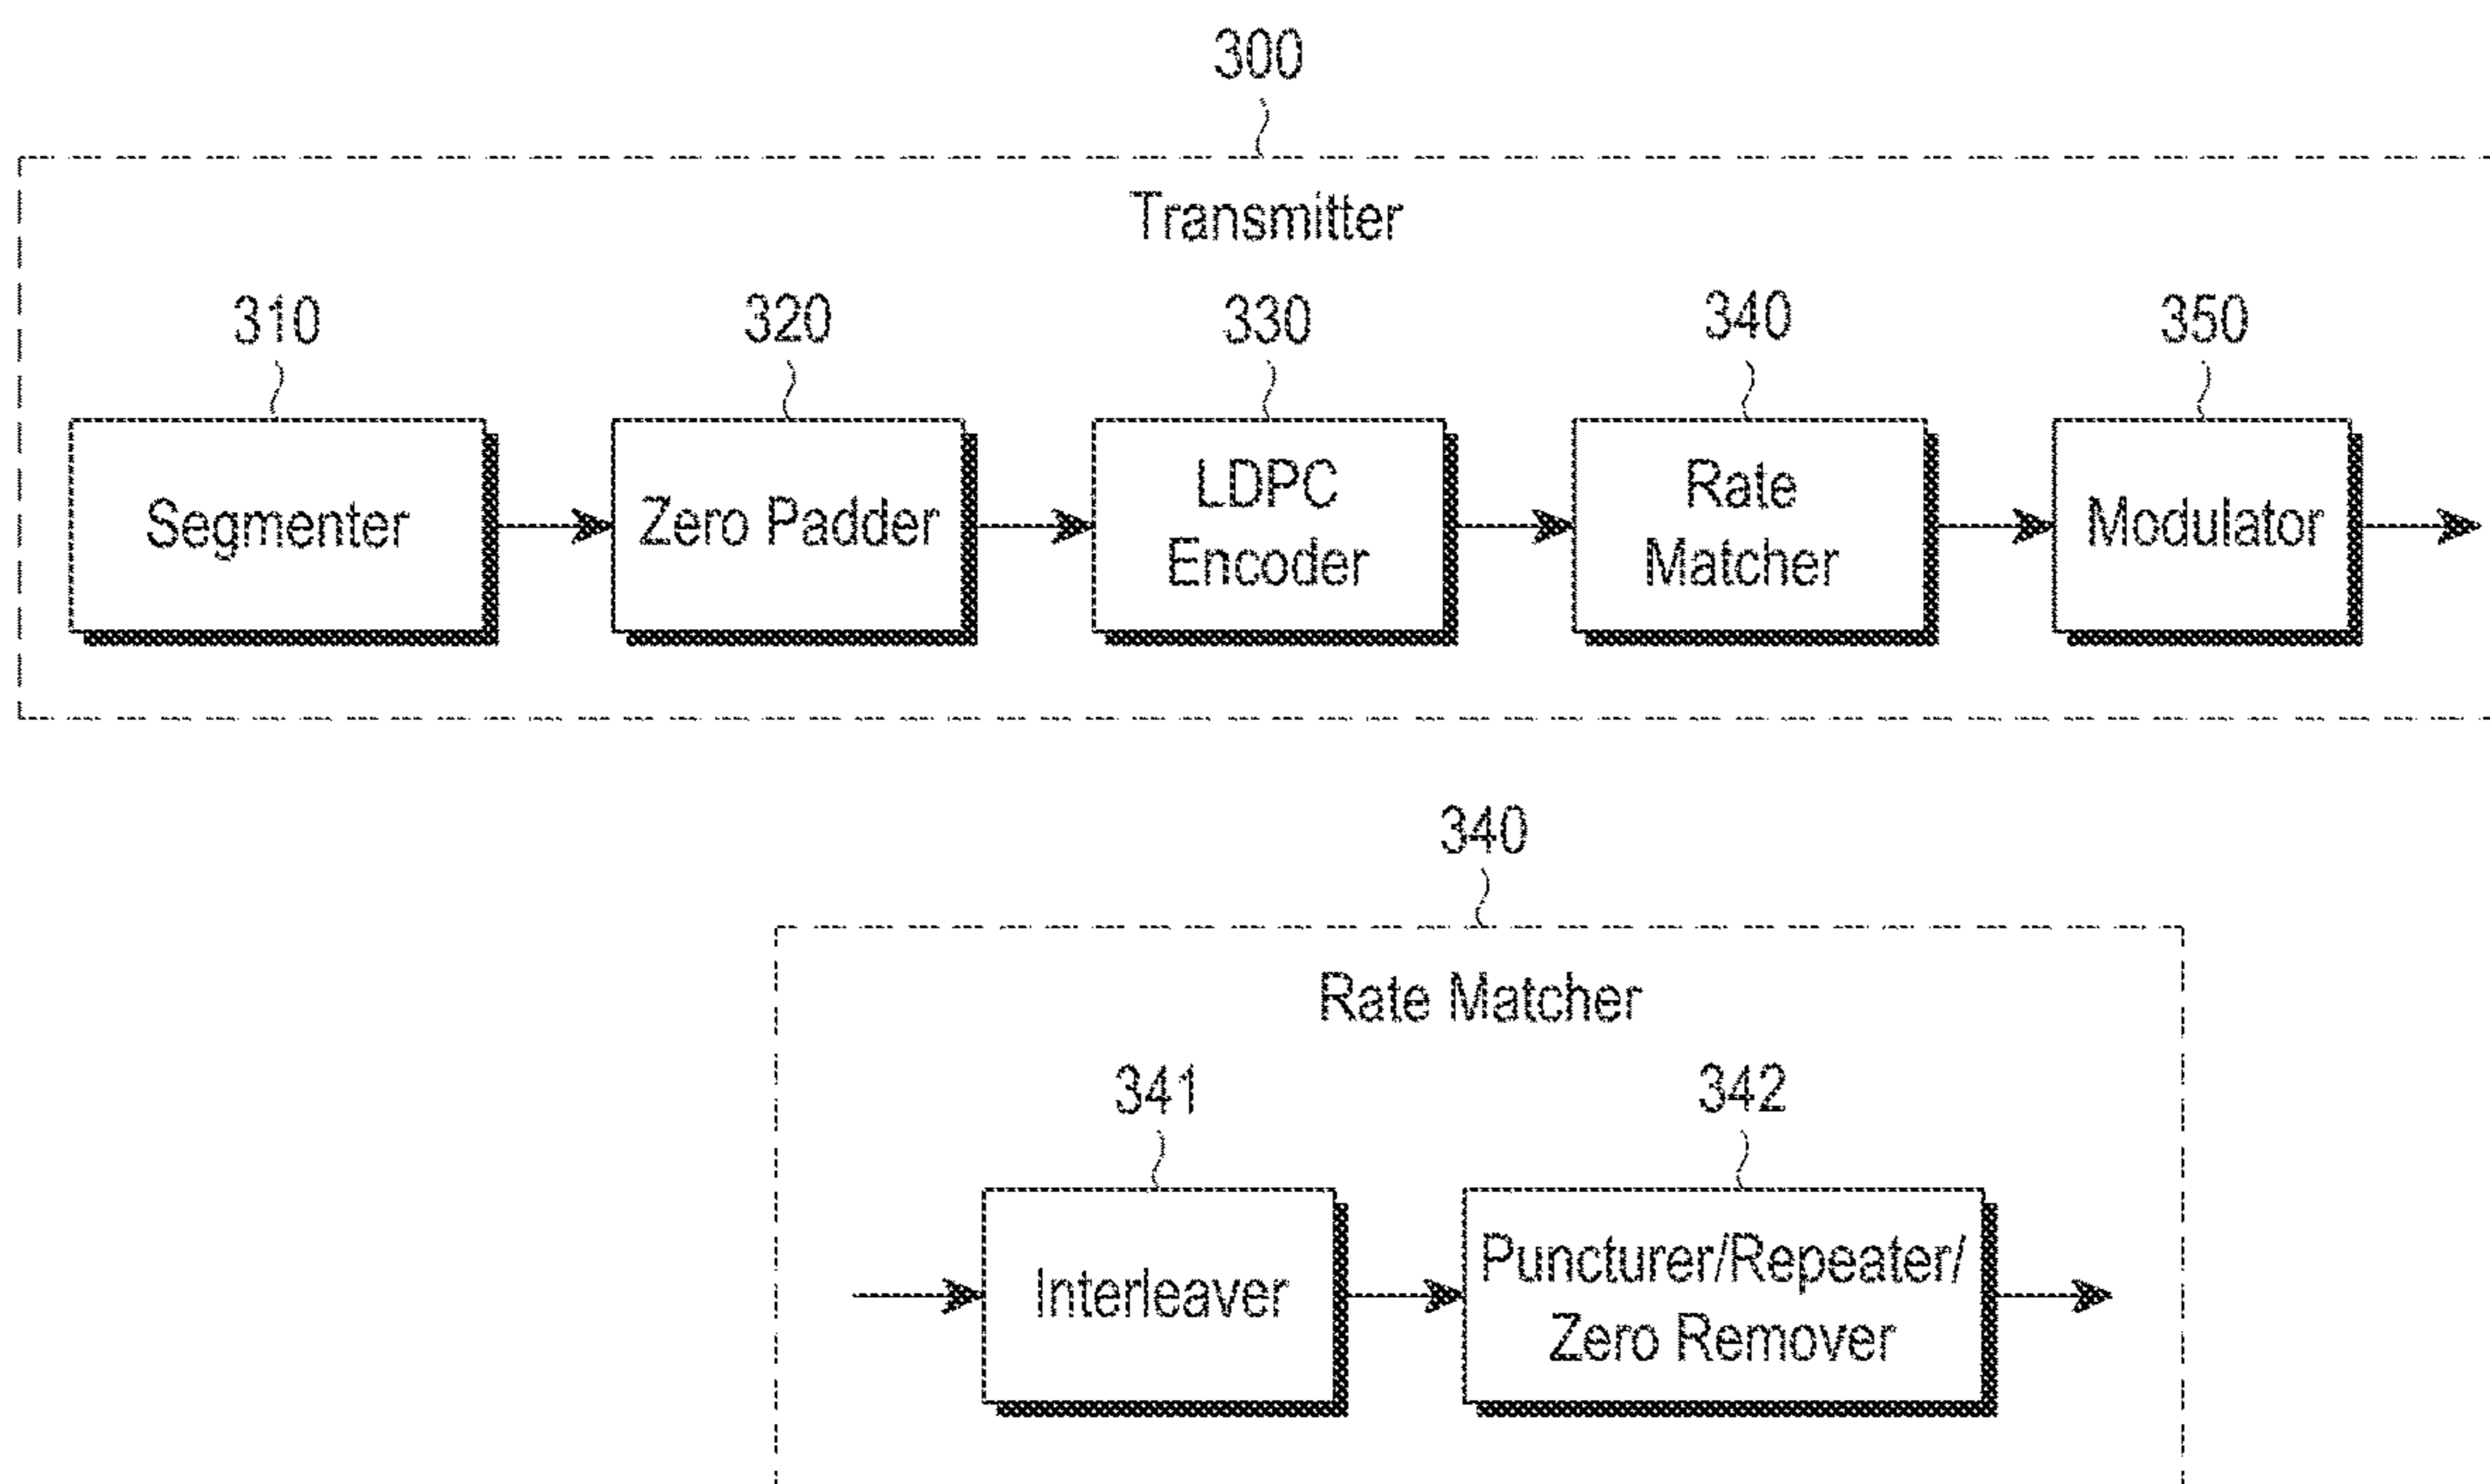 300
Transmitter
310
320
330
340
350
Segmenter
Zero Padder
LDPC
Encoder
Rate
Matcher
Modulator
340
Rate Matcher
341
342
Interleaver
Puncturer/Repeater/
Zero Remover